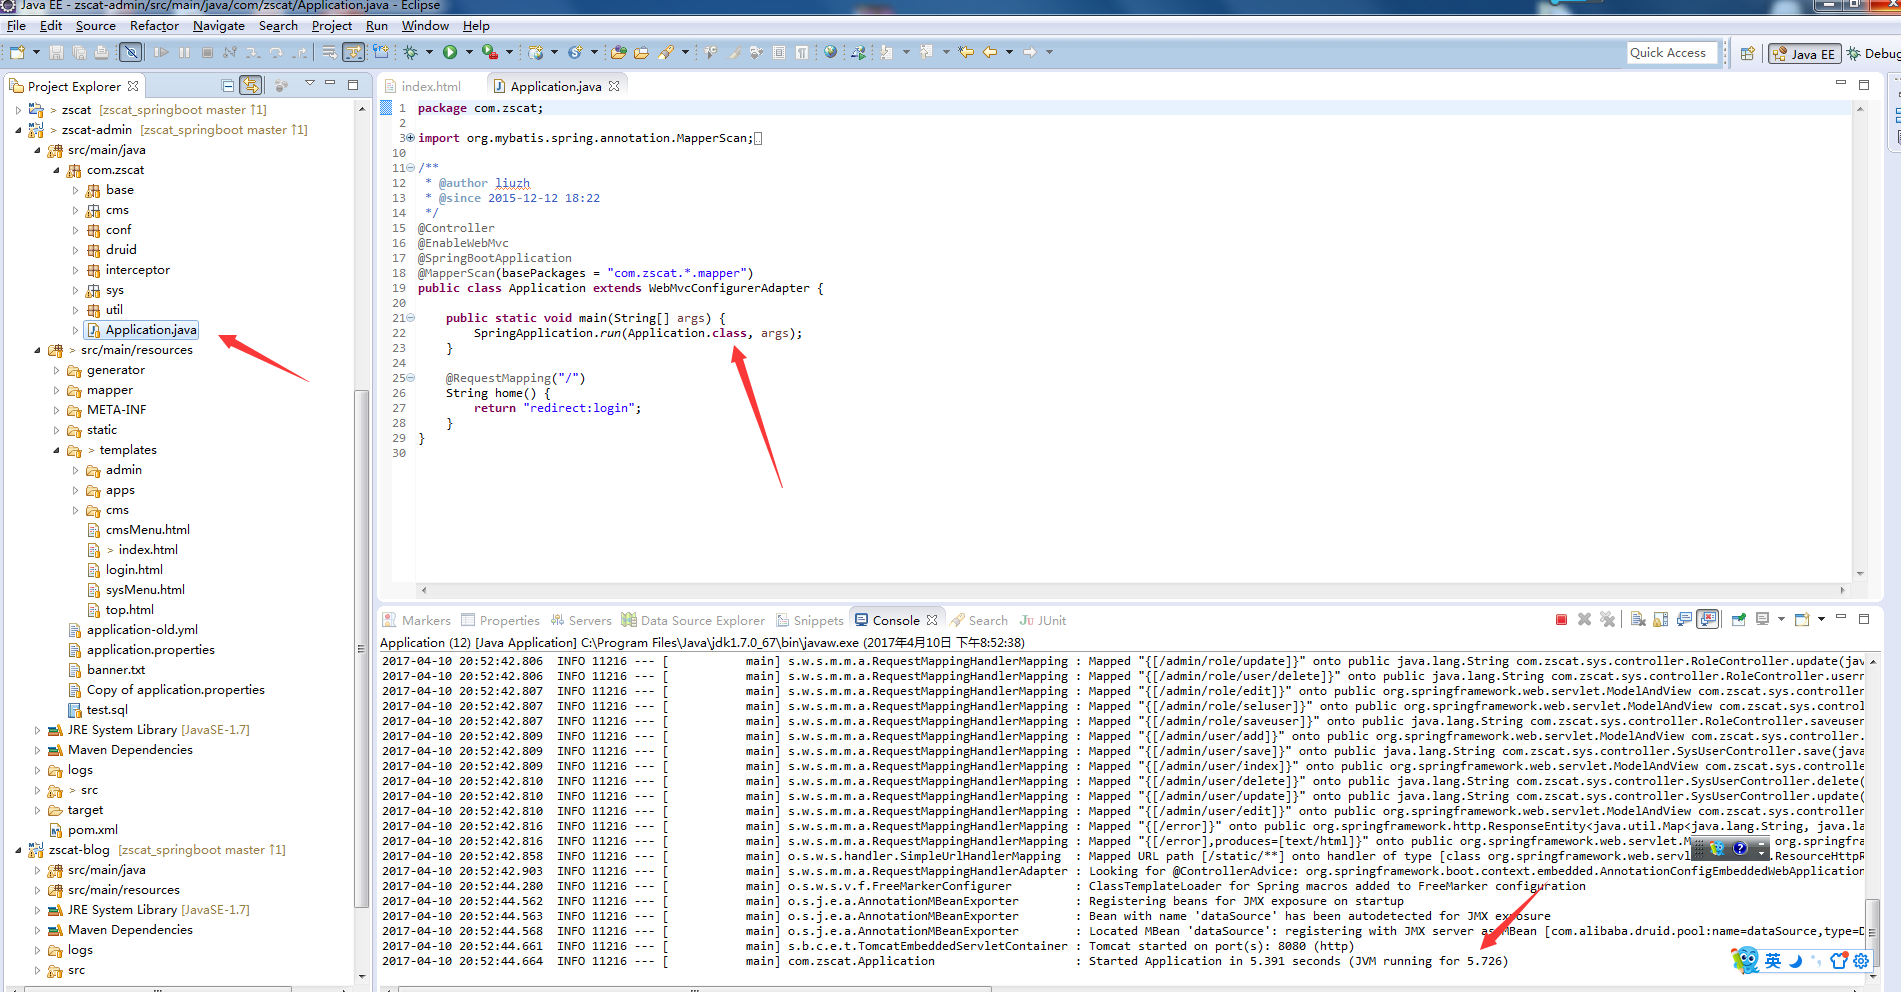 Java EE - zscat-admin/src/main/java/com/zscat/Application.java - Eclipse
File Edit Source Refactor Navigate Search Project Run Window Help
Quick Access
Java EE
Debug
Project Explorer
> zscat [zscat_springboot master ↑1]
> zscat-admin [zscat_springboot master ↑1]
src/main/java
com.zscat
base
cms
conf
druid
interceptor
sys
util
Application.java
> src/main/resources
generator
mapper
META-INF
static
> templates
admin
apps
cms
cmsMenu.html
> index.html
login.html
sysMenu.html
top.html
application-old.yml
application.properties
banner.txt
Copy of application.properties
test.sql
JRE System Library [JavaSE-1.7]
Maven Dependencies
logs
> src
target
pom.xml
zscat-blog [zscat_springboot master ↑1]
src/main/java
src/main/resources
JRE System Library [JavaSE-1.7]
Maven Dependencies
logs
src
index.html
Application.java
1 package com.zscat;
2
3 import org.mybatis.spring.annotation.MapperScan;
10
11 /**
12 * @author liuzh
13 * @since 2015-12-12 18:22
14 */
15 @Controller
16 @EnableWebMvc
17 @SpringBootApplication
18 @MapperScan(basePackages = "com.zscat.*.mapper")
19 public class Application extends WebMvcConfigurerAdapter {
20
21 public static void main(String[] args) {
22 SpringApplication.run(Application.class, args);
23 }
24
25 @RequestMapping("/")
26 String home() {
27 return "redirect:login";
28 }
29 }
30
Markers Properties Servers Data Source Explorer Snippets Console Search JUnit
Application (12) [Java Application] C:\Program Files\Java\jdk1.7.0_67\bin\javaw.exe (2017年4月10日 下午8:52:38)
2017-04-10 20:52:42.806 INFO 11216 --- [ main] s.w.s.m.m.a.RequestMappingHandlerMapping : Mapped "{[/admin/role/update]}" onto public java.lang.String com.zscat.sys.controller.RoleController.update(jav
2017-04-10 20:52:42.806 INFO 11216 --- [ main] s.w.s.m.m.a.RequestMappingHandlerMapping : Mapped "{[/admin/role/user/delete]}" onto public java.lang.String com.zscat.sys.controller.RoleController.userr
2017-04-10 20:52:42.807 INFO 11216 --- [ main] s.w.s.m.m.a.RequestMappingHandlerMapping : Mapped "{[/admin/role/edit]}" onto public org.springframework.web.servlet.ModelAndView com.zscat.sys.controller
2017-04-10 20:52:42.807 INFO 11216 --- [ main] s.w.s.m.m.a.RequestMappingHandlerMapping : Mapped "{[/admin/role/seluser]}" onto public org.springframework.web.servlet.ModelAndView com.zscat.sys.control
2017-04-10 20:52:42.807 INFO 11216 --- [ main] s.w.s.m.m.a.RequestMappingHandlerMapping : Mapped "{[/admin/role/saveuser]}" onto public java.lang.String com.zscat.sys.controller.RoleController.saveuser
2017-04-10 20:52:42.809 INFO 11216 --- [ main] s.w.s.m.m.a.RequestMappingHandlerMapping : Mapped "{[/admin/user/add]}" onto public org.springframework.web.servlet.ModelAndView com.zscat.sys.controller.
2017-04-10 20:52:42.809 INFO 11216 --- [ main] s.w.s.m.m.a.RequestMappingHandlerMapping : Mapped "{[/admin/user/save]}" onto public java.lang.String com.zscat.sys.controller.SysUserController.save(java
2017-04-10 20:52:42.809 INFO 11216 --- [ main] s.w.s.m.m.a.RequestMappingHandlerMapping : Mapped "{[/admin/user/index]}" onto public org.springframework.web.servlet.ModelAndView com.zscat.sys.controlle
2017-04-10 20:52:42.810 INFO 11216 --- [ main] s.w.s.m.m.a.RequestMappingHandlerMapping : Mapped "{[/admin/user/delete]}" onto public java.lang.String com.zscat.sys.controller.SysUserController.delete(
2017-04-10 20:52:42.810 INFO 11216 --- [ main] s.w.s.m.m.a.RequestMappingHandlerMapping : Mapped "{[/admin/user/update]}" onto public java.lang.String com.zscat.sys.controller.SysUserController.update(
2017-04-10 20:52:42.810 INFO 11216 --- [ main] s.w.s.m.m.a.RequestMappingHandlerMapping : Mapped "{[/admin/user/edit]}" onto public org.springframework.web.servlet.ModelAndView com.zscat.sys.controller
2017-04-10 20:52:42.816 INFO 11216 --- [ main] s.w.s.m.m.a.RequestMappingHandlerMapping : Mapped "{[/error]}" onto public org.springframework.http.ResponseEntity<java.util.Map<java.lang.String, java.la
2017-04-10 20:52:42.816 INFO 11216 --- [ main] s.w.s.m.m.a.RequestMappingHandlerMapping : Mapped "{[/error],produces=[text/html]}" onto public org.springframework.web.servlet.ModelAndView org.springfr
2017-04-10 20:52:42.858 INFO 11216 --- [ main] o.s.w.s.handler.SimpleUrlHandlerMapping : Mapped URL path [/static/**] onto handler of type [class org.springframework.web.servl .ResourceHttpR
2017-04-10 20:52:42.903 INFO 11216 --- [ main] s.w.s.m.m.a.RequestMappingHandlerAdapter : Looking for @ControllerAdvice: org.springframework.boot.context.embedded.AnnotationConfigEmbeddedWebApplication
2017-04-10 20:52:44.280 INFO 11216 --- [ main] o.s.w.s.v.f.FreeMarkerConfigurer : ClassTemplateLoader for Spring macros added to FreeMarker configuration
2017-04-10 20:52:44.562 INFO 11216 --- [ main] o.s.j.e.a.AnnotationMBeanExporter : Registering beans for JMX exposure on startup
2017-04-10 20:52:44.563 INFO 11216 --- [ main] o.s.j.e.a.AnnotationMBeanExporter : Bean with name 'dataSource' has been autodetected for JMX exposure
2017-04-10 20:52:44.568 INFO 11216 --- [ main] o.s.j.e.a.AnnotationMBeanExporter : Located MBean 'dataSource': registering with JMX server as MBean [com.alibaba.druid.pool:name=dataSource,type=D
2017-04-10 20:52:44.661 INFO 11216 --- [ main] s.b.c.e.t.TomcatEmbeddedServletContainer : Tomcat started on port(s): 8080 (http)
2017-04-10 20:52:44.664 INFO 11216 --- [ main] com.zscat.Application : Started Application in 5.391 seconds (JVM running for 5.726)
英